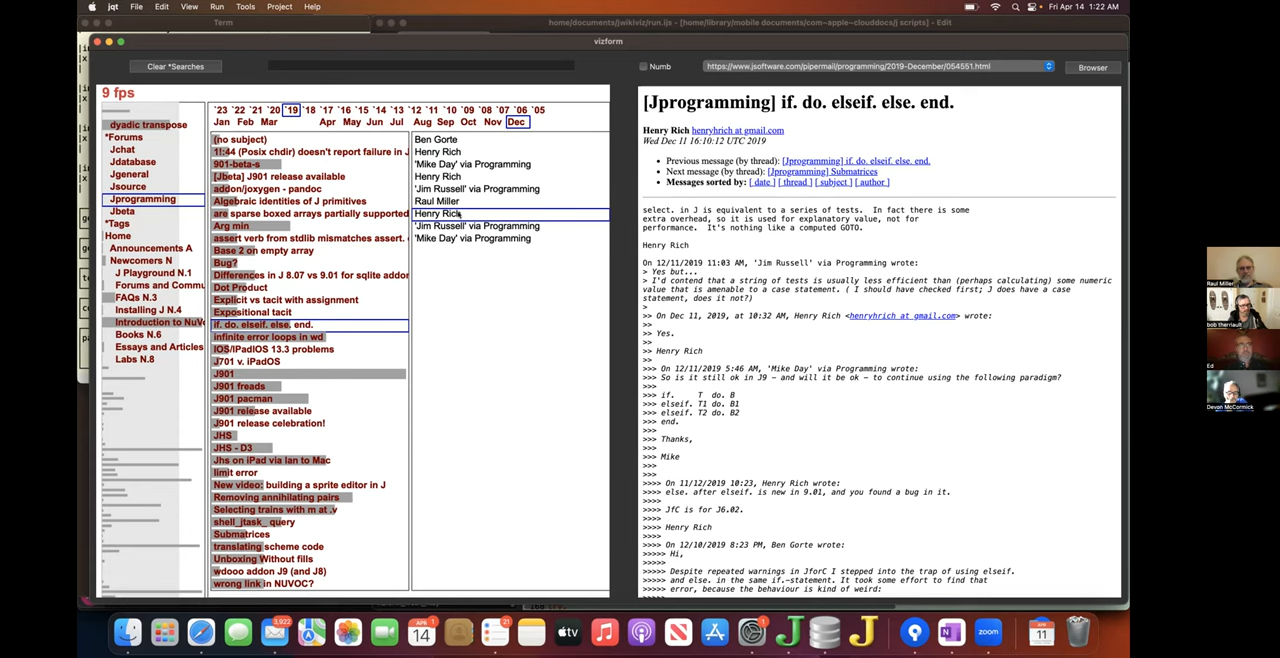 jqt File Edit View Run Tools Project Help
Fri Apr 14 1:22 AM
Term
home/documents/jwikiviz/run.ijs - [home/library/mobile documents/com~apple~clouddocs/j scripts] - Edit
vizform
Clear *Searches
Numb
https://www.jsoftware.com/pipermail/programming/2019-December/054551.html
Browser
9 fps
dyadic transpose
*Forums
Jchat
Jdatabase
Jgeneral
Jsource
Jprogramming
Jbeta
*Tags
Home
Announcements A
Newcomers N
J Playground N.1
Forums and Commu
FAQs N.3
Installing J N.4
Introduction to NuVo
Books N.6
Essays and Articles
Labs N.8
`23 `22 `21 `20 `19 `18 `17 `16 `15 `14 `13 `12 `11 `10 `09 `08 `07 `06 `05
Jan Feb Mar Apr May Jun Jul Aug Sep Oct Nov Dec
(no subject)
1!:44 (Posix chdir) doesn't report failure in J
901-beta-s
[Jbeta] J901 release available
addon/joxygen - pandoc
Algebraic identities of J primitives
are sparse boxed arrays partially supported
Arg min
assert verb from stdlib mismatches assert.
Base 2 on empty array
Bug?
Differences in J 8.07 vs 9.01 for sqlite addon
Dot Product
Explicit vs tacit with assignment
Expositional tacit
if. do. elseif. else. end.
infinite error loops in wd
IOS/IPadIOS 13.3 problems
J701 v. iPadOS
J901
J901 freads
J901 pacman
J901 release available
J901 release celebration!
JHS
JHS - D3
Jhs on iPad via lan to Mac
limit error
New video: building a sprite editor in J
Removing annihilating pairs
Selecting trains with m at .v
shell_jtask_ query
Submatrices
translating scheme code
Unboxing Without fills
wdooo addon J9 (and J8)
wrong link in NUVOC?
Ben Gorte
Henry Rich
'Mike Day' via Programming
Henry Rich
'Jim Russell' via Programming
Raul Miller
Henry Rich
'Jim Russell' via Programming
'Mike Day' via Programming
[Jprogramming] if. do. elseif. else. end.
Henry Rich henryhrich at gmail.com
Wed Dec 11 16:10:12 UTC 2019
• Previous message (by thread): [Jprogramming] if. do. elseif. else. end.
• Next message (by thread): [Jprogramming] Submatrices
• Messages sorted by: [ date ] [ thread ] [ subject ] [ author ]
select. in J is equivalent to a series of tests. In fact there is some
extra overhead, so it is used for explanatory value, not for
performance. It's nothing like a computed GOTO.
Henry Rich
On 12/11/2019 11:03 AM, 'Jim Russell' via Programming wrote:
> Yes but...
> I'd contend that a string of tests is usually less efficient than (perhaps calculating) some numeric
value that is amenable to a case statement. ( I should have checked first; J does have a case
statement, does it not?)
>
>> On Dec 11, 2019, at 10:32 AM, Henry Rich <henryhrich at gmail.com> wrote:
>>
>> Yes.
>>
>> Henry Rich
>>
>> On 12/11/2019 5:46 AM, 'Mike Day' via Programming wrote:
>>> So is it still ok in J9 - and will it be ok - to continue using the following paradigm?
>>>
>>> if. T do. B
>>> elseif. T1 do. B1
>>> elseif. T2 do. B2
>>> end.
>>>
>>> Thanks,
>>>
>>> Mike
>>>
>>>
>>> On 11/12/2019 10:23, Henry Rich wrote:
>>>> else. after elseif. is new in 9.01, and you found a bug in it.
>>>>
>>>> JfC is for J6.02.
>>>>
>>>> Henry Rich
>>>>
>>>> On 12/10/2019 8:23 PM, Ben Gorte wrote:
>>>>> Hi,
>>>>>
>>>>> Despite repeated warnings in JforC I stepped into the trap of using elseif.
>>>>> and else. in the same if.-statement. It took some effort to find that
>>>>> error, because the behaviour is kind of weird:
Raul Miller
bob therriault
Ed
Devon McCormick
3,922
APR
14
tv
21
1
zoom
APR
11